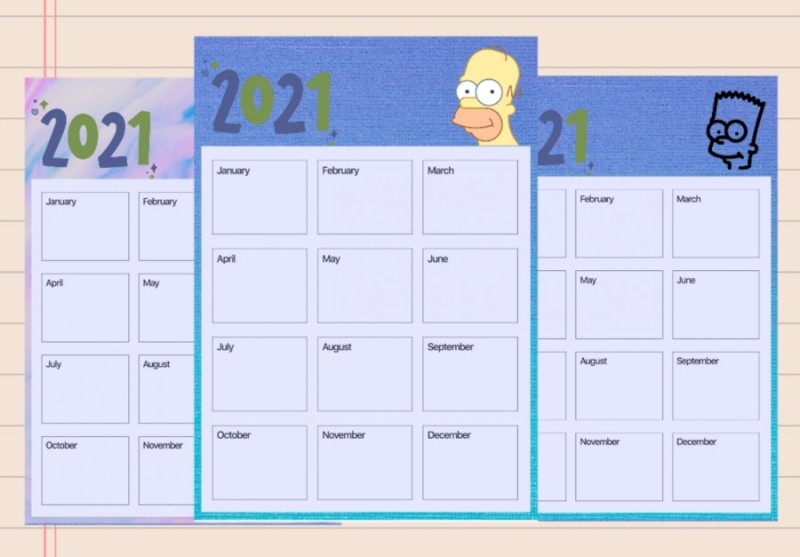 2021
January February
April May
July August
October November
2021
January February March
April May June
July August September
October November December
21
February March
May June
August September
November December